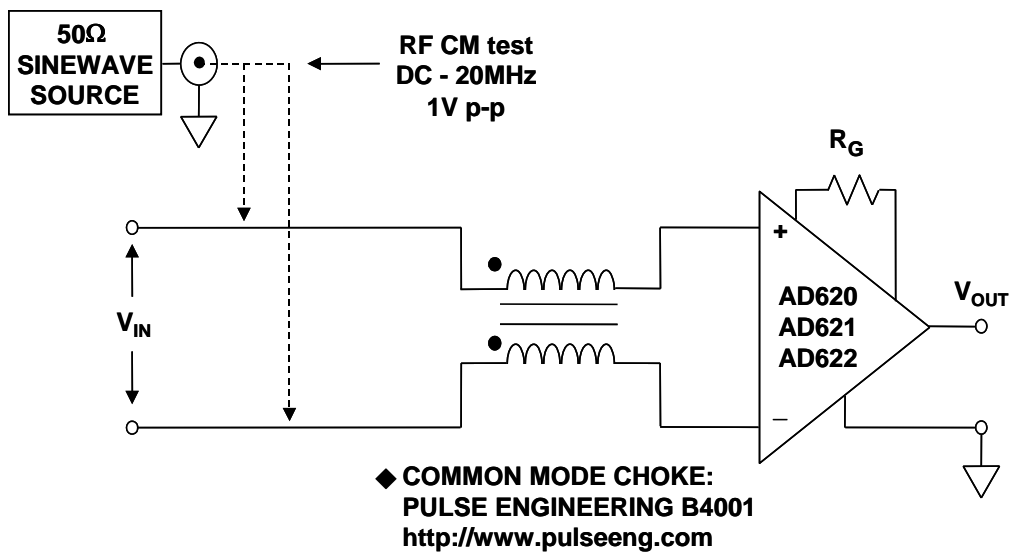 50Ω
SINEWAVE
SOURCE
RF CM test
DC - 20MHz
1V p-p
RG
+
AD620
AD621
AD622
VOUT
VIN
–
◆ COMMON MODE CHOKE:
PULSE ENGINEERING B4001
http://www.pulseeng.com